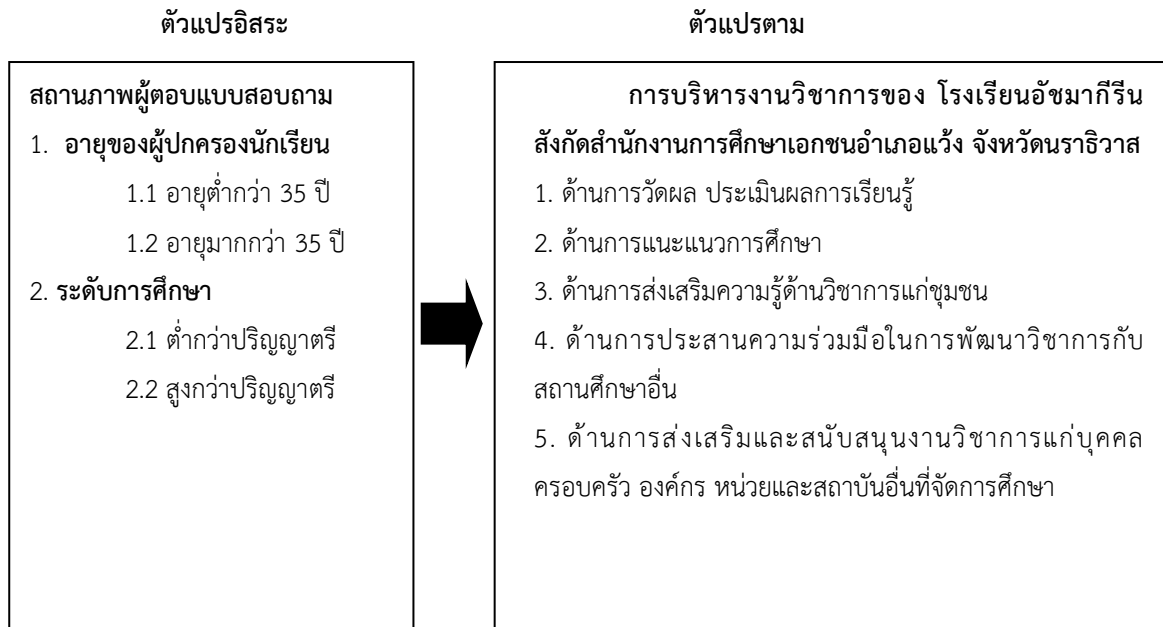 ตัวแปรอิสระ
ตัวแปรตาม
สถานภาพผู้ตอบแบบสอบถาม
1. อายุของผู้ปกครองนักเรียน
1.1 อายุต่ำกว่า 35 ปี
1.2 อายุมากกว่า 35 ปี
2. ระดับการศึกษา
2.1 ต่ำกว่าปริญญาตรี
2.2 สูงกว่าปริญญาตรี
การบริหารงานวิชาการของ โรงเรียนอัซมากีรีน
สังกัดสำนักงานการศึกษาเอกชนอำเภอแว้ง จังหวัดนราธิวาส
1. ด้านการวัดผล ประเมินผลการเรียนรู้
2. ด้านการแนะแนวการศึกษา
3. ด้านการส่งเสริมความรู้ด้านวิชาการแก่ชุมชน
4. ด้านการประสานความร่วมมือในการพัฒนาวิชาการกับ
สถานศึกษาอื่น
5. ด้านการส่งเสริมและสนับสนุนงานวิชาการแก่บุคคล
ครอบครัว องค์กร หน่วยและสถาบันอื่นที่จัดการศึกษา